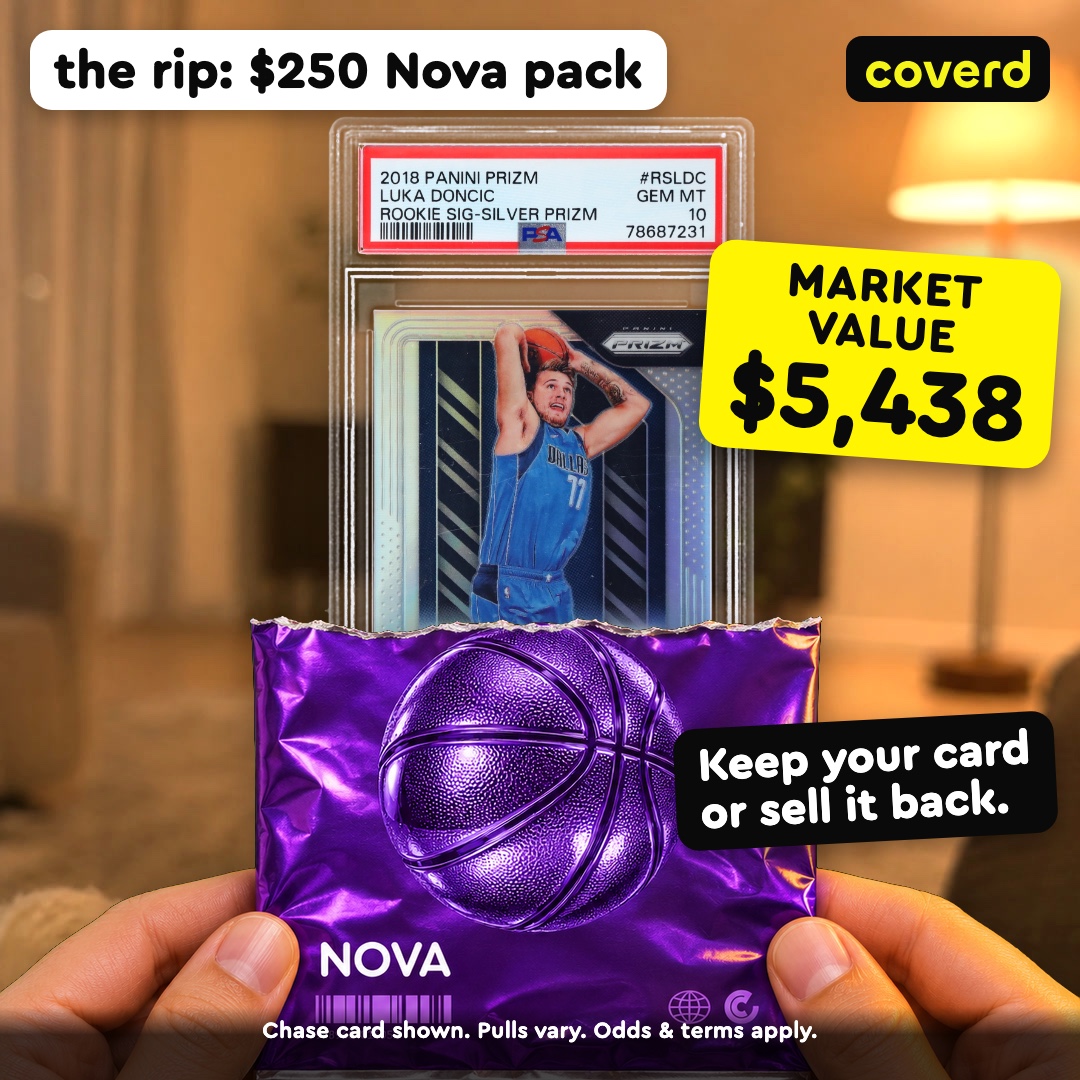 the rip: $250 Nova pack
coverd
2018 PANINI PRIZM #RSLDC
LUKA DONCIC GEM MT
ROOKIE SIG-SILVER PRIZM 10
PSA 78687231
PANINI
PRIZM
MARKET
VALUE
$5,438
DALLAS
77
Keep your card
or sell it back.
NOVA
Chase card shown. Pulls vary. Odds & terms apply.